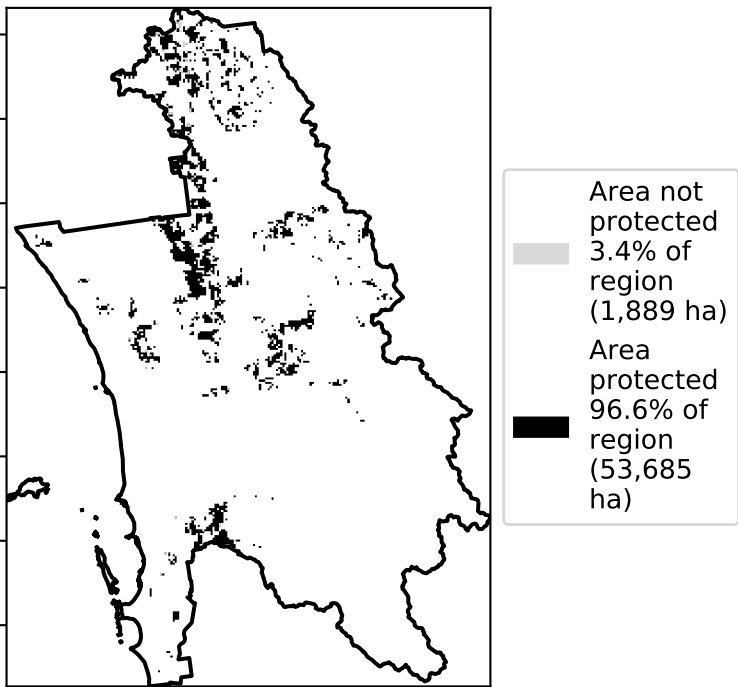 Area not
protected
3.4% of
region
(1,889 ha)
Area
protected
96.6% of
region
(53,685
ha)